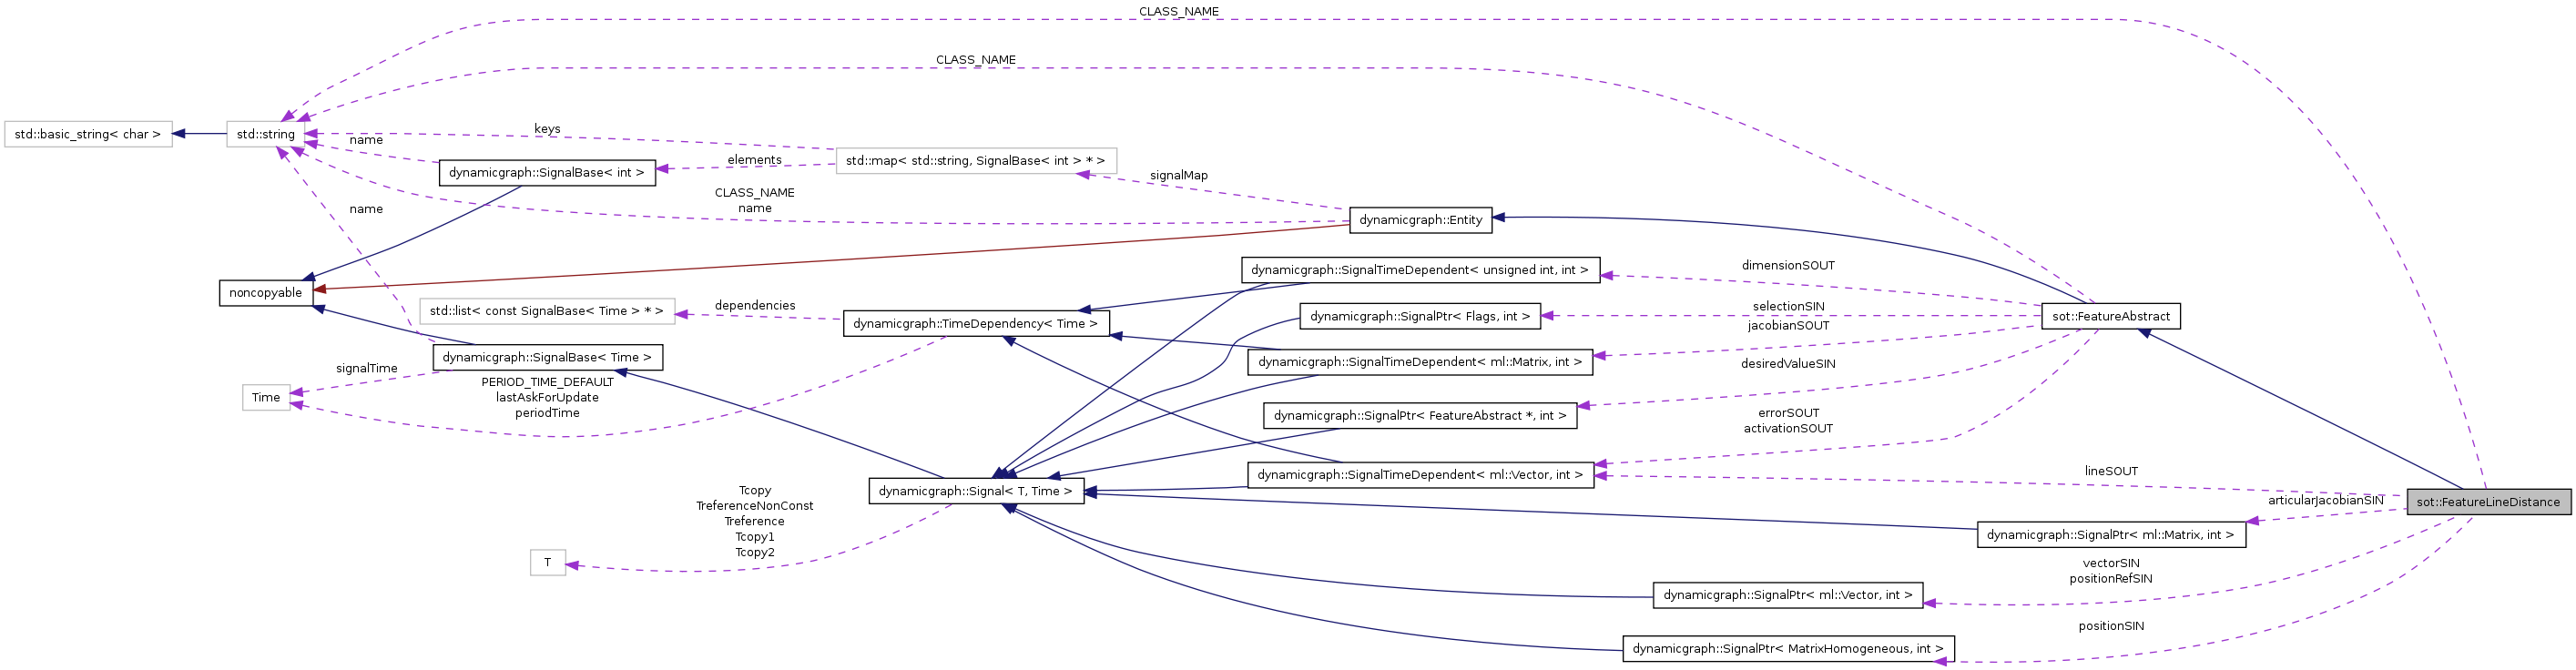 CLASS_NAME
CLASS_NAME
std::basic_string< char >
std::string
keys
name
elements
std::map< std::string, SignalBase< int > * >
dynamicgraph::SignalBase< int >
signalMap
CLASS_NAME
name
name
dynamicgraph::Entity
noncopyable
dynamicgraph::SignalTimeDependent< unsigned int, int >
dimensionSOUT
std::list< const SignalBase< Time > * >
dependencies
dynamicgraph::TimeDependency< Time >
dynamicgraph::SignalPtr< Flags, int >
selectionSIN
jacobianSOUT
sot::FeatureAbstract
dynamicgraph::SignalBase< Time >
dynamicgraph::SignalTimeDependent< ml::Matrix, int >
desiredValueSIN
signalTime
Time
PERIOD_TIME_DEFAULT
lastAskForUpdate
periodTime
dynamicgraph::SignalPtr< FeatureAbstract *, int >
errorSOUT
activationSOUT
dynamicgraph::SignalTimeDependent< ml::Vector, int >
lineSOUT
dynamicgraph::Signal< T, Time >
articularJacobianSIN
sot::FeatureLineDistance
Tcopy
TreferenceNonConst
Treference
Tcopy1
Tcopy2
T
dynamicgraph::SignalPtr< ml::Matrix, int >
vectorSIN
positionRefSIN
dynamicgraph::SignalPtr< ml::Vector, int >
positionSIN
dynamicgraph::SignalPtr< MatrixHomogeneous, int >